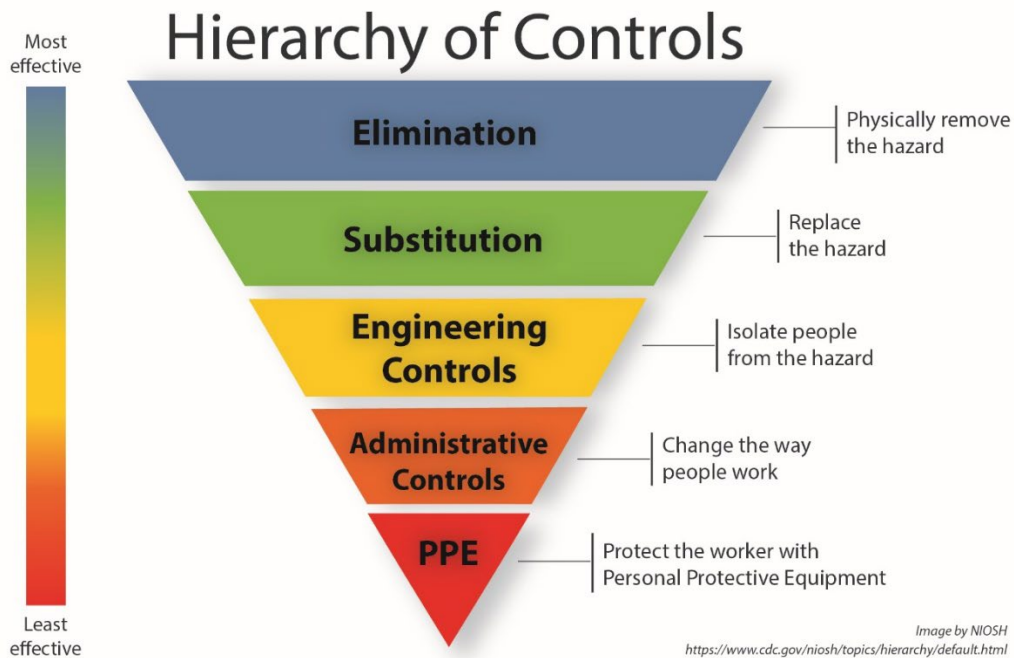 Hierarchy of Controls
Most
effective
Elimination
Physically remove
the hazard
Substitution
Replace
the hazard
Engineering
Controls
Isolate people
from the hazard
Administrative
Controls
Change the way
people work
PPE
Protect the worker with
Personal Protective Equipment
Least
effective
Image by NIOSH
https://www.cdc.gov/niosh/topics/hierarchy/default.html